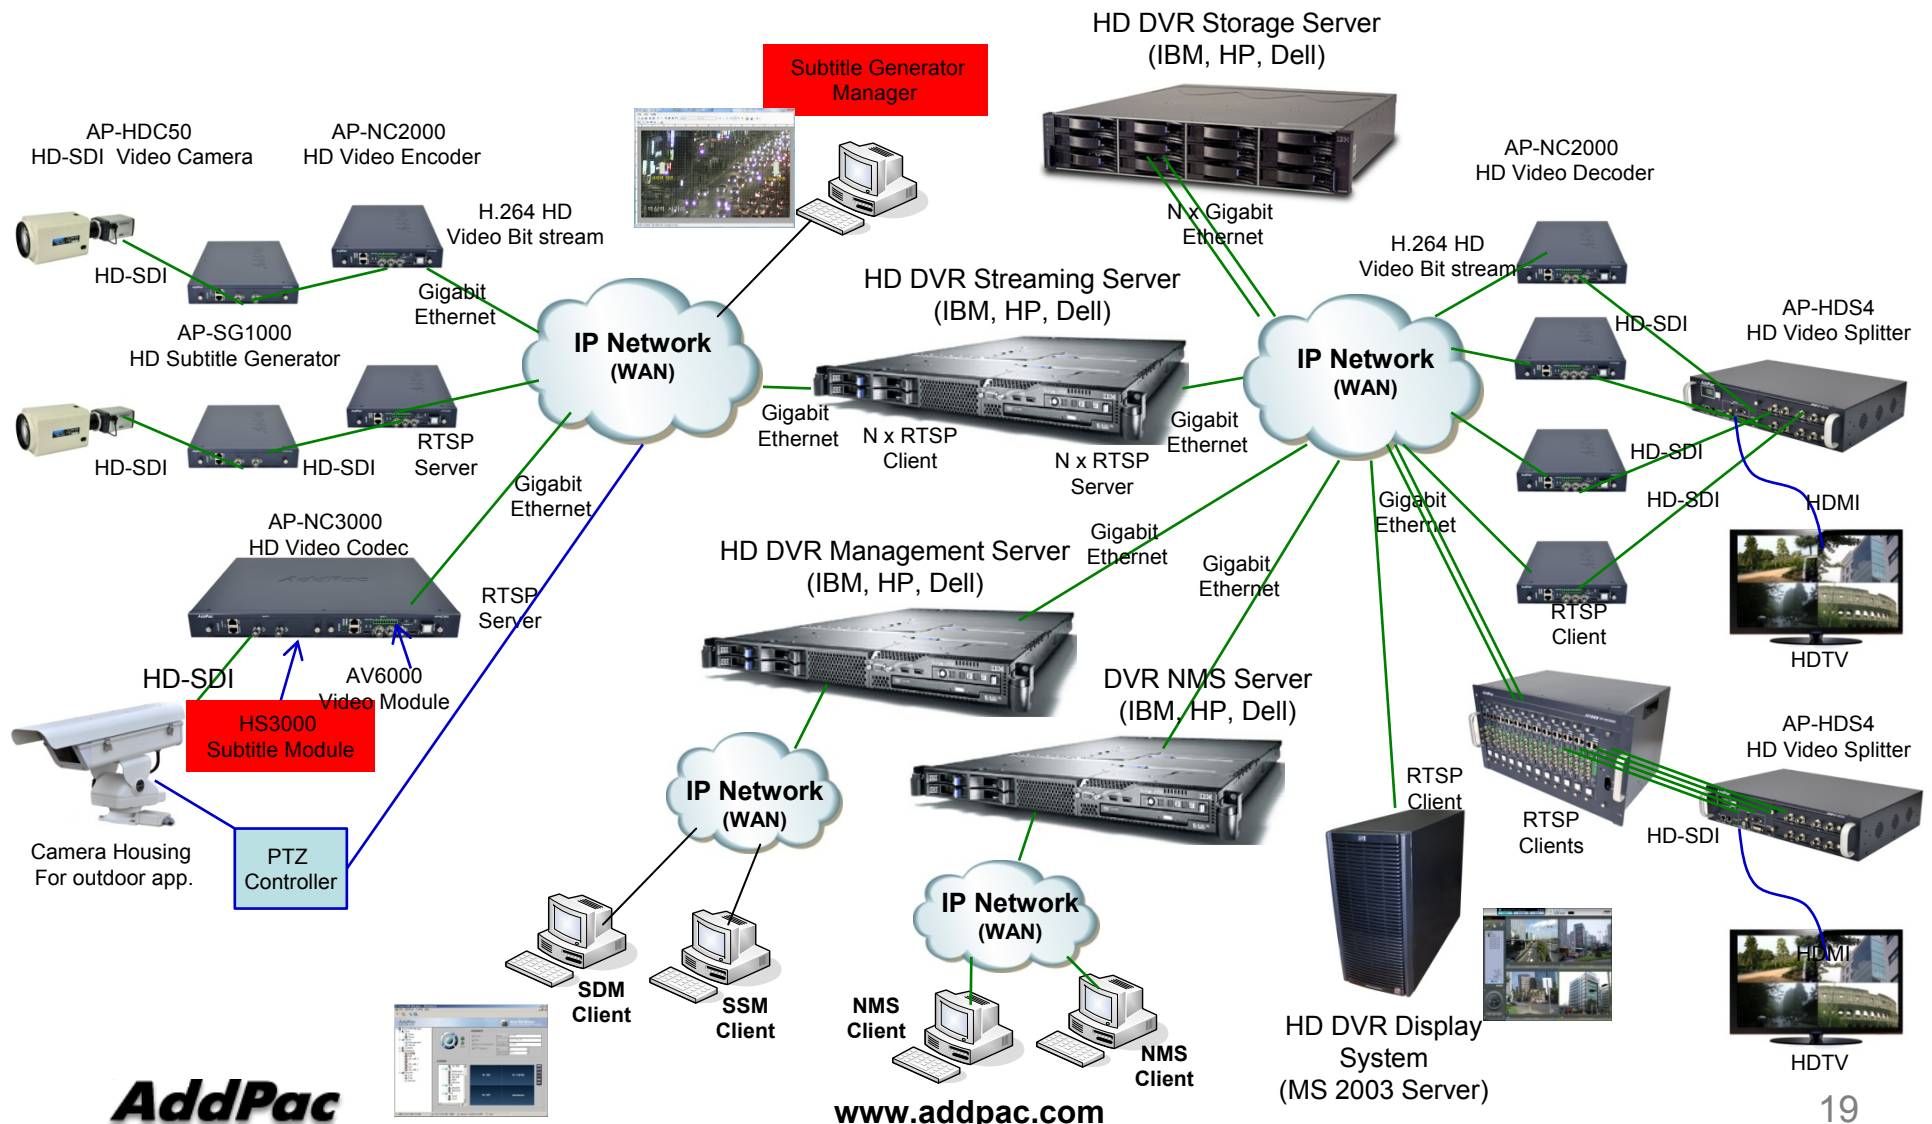 HD DVR Storage Server
(IBM, HP, Dell)
Subtitle Generator
Manager
AP-HDC50
HD-SDI  Video Camera
AP-NC2000
HD Video Encoder
AP-NC2000
HD Video Decoder
H.264 HD
Video Bit stream
N x Gigabit
Ethernet
H.264 HD
Video Bit stream
HD-SDI
Gigabit
Ethernet
HD DVR Streaming Server
(IBM, HP, Dell)
AP-SG1000
HD Subtitle Generator
IP Network
(WAN)
IP Network
(WAN)
HD-SDI
AP-HDS4
HD Video Splitter
Gigabit
Ethernet
N x RTSP
Client
N x RTSP
Server
Gigabit
Ethernet
HD-SDI
HD-SDI
RTSP
Server
HD-SDI
HD-SDI
Gigabit
Ethernet
Gigabit
Ethernet
HDMI
AP-NC3000
HD Video Codec
AddPac
HD DVR Management Server
(IBM, HP, Dell)
Gigabit
Ethernet
Gigabit
Ethernet
RTSP
Server
RTSP
Client
HDTV
HD-SDI
AV6000
Video Module
HS3000
Subtitle Module
DVR NMS Server
(IBM, HP, Dell)
AP-HDS4
HD Video Splitter
IP Network
(WAN)
RTSP
Client
RTSP
Clients
HD-SDI
Camera Housing
For outdoor app.
PTZ
Controller
IP Network
(WAN)
HDMI
SDM
Client
SSM
Client
NMS
Client
NMS
Client
HD DVR Display
System
(MS 2003 Server)
HDTV
AddPac
www.addpac.com
19